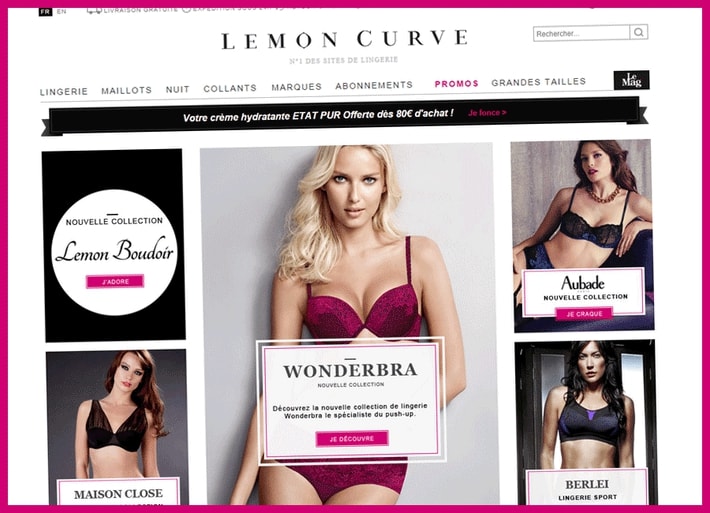 FR EN LIVRAISON GRATUITE
LEMON CURVE
N°1 DES SITES DE LINGERIE
Rechercher...
LINGERIE MAILLOTS NUIT COLLANTS MARQUES ABONNEMENTS PROMOS GRANDES TAILLES
Le
Mag
Votre crème hydratante ETAT PUR Offerte dès 80€ d'achat ! Je fonce >
NOUVELLE COLLECTION
Lemon Boudoir
J'ADORE
Aubade
NOUVELLE COLLECTION
JE CRAQUE
WONDERBRA
NOUVELLE COLLECTION
Découvrez la nouvelle collection de lingerie
Wonderbra le spécialiste du push-up.
JE DÉCOUVRE
MAISON CLOSE
BERLEI
LINGERIE SPORT